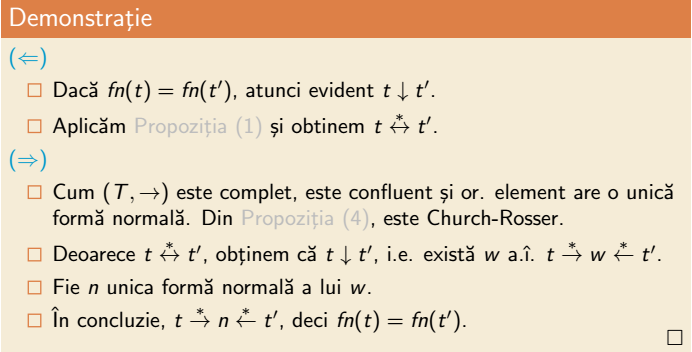 Demonstrație
(⇐)
□ Dacă fn(t) = fn(t′), atunci evident t ↓ t′.
□ Aplicăm Propoziția (1) și obtinem t ↔* t′.
(⇒)
□ Cum (T, →) este complet, este confluent și or. element are o unică
formă normală. Din Propoziția (4), este Church-Rosser.
□ Deoarece t ↔* t′, obținem că t ↓ t′, i.e. există w a.î. t →* w ←* t′.
□ Fie n unica formă normală a lui w.
□ În concluzie, t →* n ←* t′, deci fn(t) = fn(t′).
□